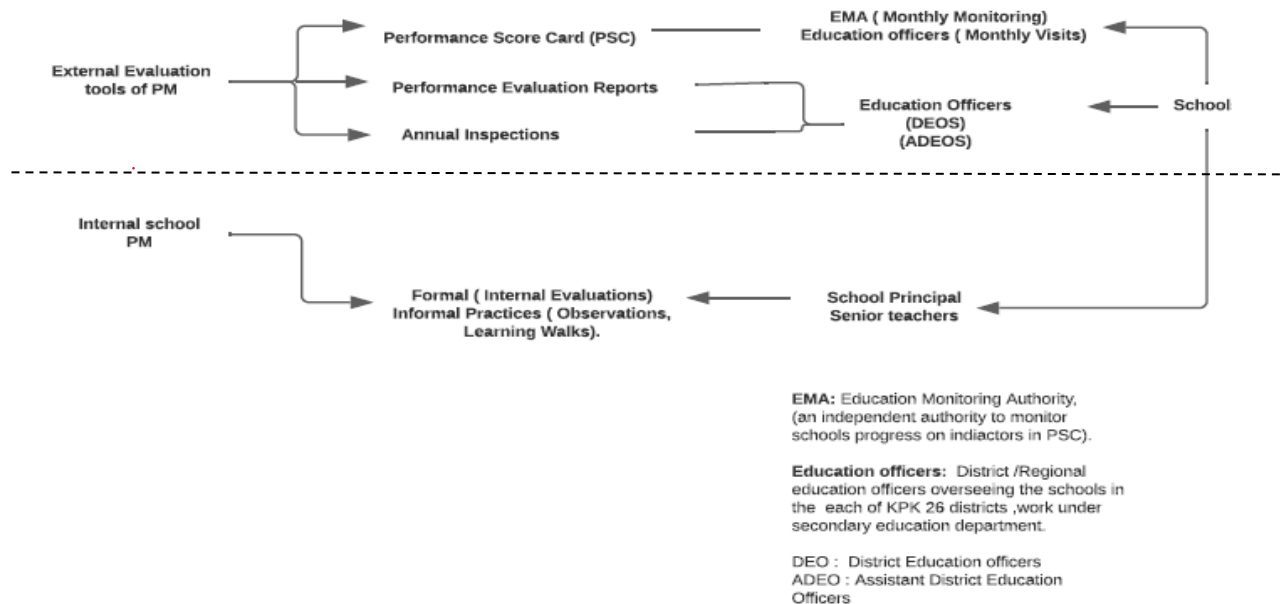 External Evaluation
tools of PM
Performance Score Card (PSC)
Performance Evaluation Reports
Annual Inspections
EMA ( Monthly Monitoring)
Education officers ( Monthly Visits)
Education Officers
(DEOS)
(ADEOS)
School
Internal school
PM
Formal ( Internal Evaluations)
Informal Practices ( Observations,
Learning Walks).
School Principal
Senior teachers
EMA: Education Monitoring Authority,
(an independent authority to monitor
schools progress on indiactors in PSC).
Education officers: District /Regional
education officers overseeing the schools in
the each of KPK 26 districts ,work under
secondary education department.
DEO : District Education officers
ADEO : Assistant District Education
Officers